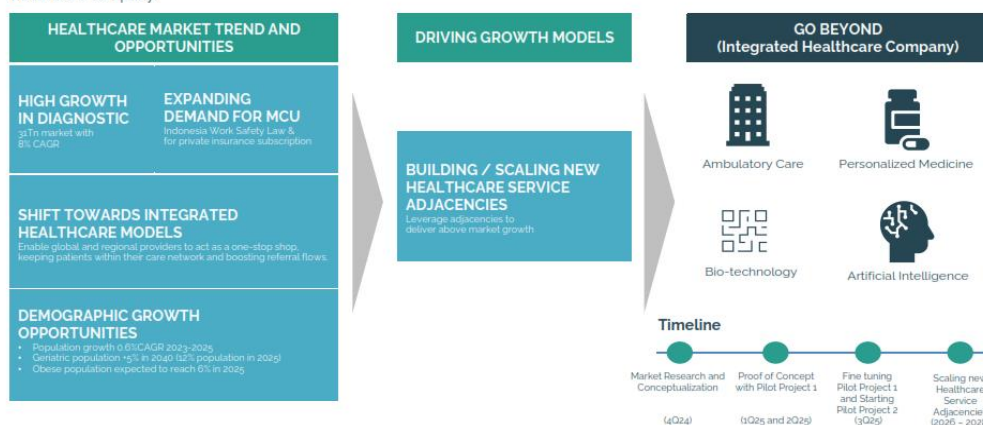 HEALTHCARE MARKET TREND AND
OPPORTUNITIES
HIGH GROWTH
IN DIAGNOSTIC
31Tn market with
8% CAGR
EXPANDING
DEMAND FOR MCU
Indonesia Work Safety Law &
for private insurance subscription
SHIFT TOWARDS INTEGRATED
HEALTHCARE MODELS
Enable global and regional providers to act as a one-stop shop,
keeping patients within their care network and boosting referral flows.
DEMOGRAPHIC GROWTH
OPPORTUNITIES
• Population growth 0.6%CAGR 2023-2025
• Geriatric population +5% in 2040 (12% population in 2025)
• Obese population expected to reach 6% in 2025
DRIVING GROWTH MODELS
BUILDING / SCALING NEW
HEALTHCARE SERVICE
ADJACENCIES
Leverage adjacencies to
deliver above market growth
GO BEYOND
(Integrated Healthcare Company)
Ambulatory Care
Personalized Medicine
Bio-technology
Artificial Intelligence
Timeline
Market Research and
Conceptualization
(4Q24)
Proof of Concept
with Pilot Project 1
(1Q25 and 2Q25)
Fine tuning
Pilot Project 1
and Starting
Pilot Project 2
(3Q25)
Scaling new
Healthcare
Service
(2026 –